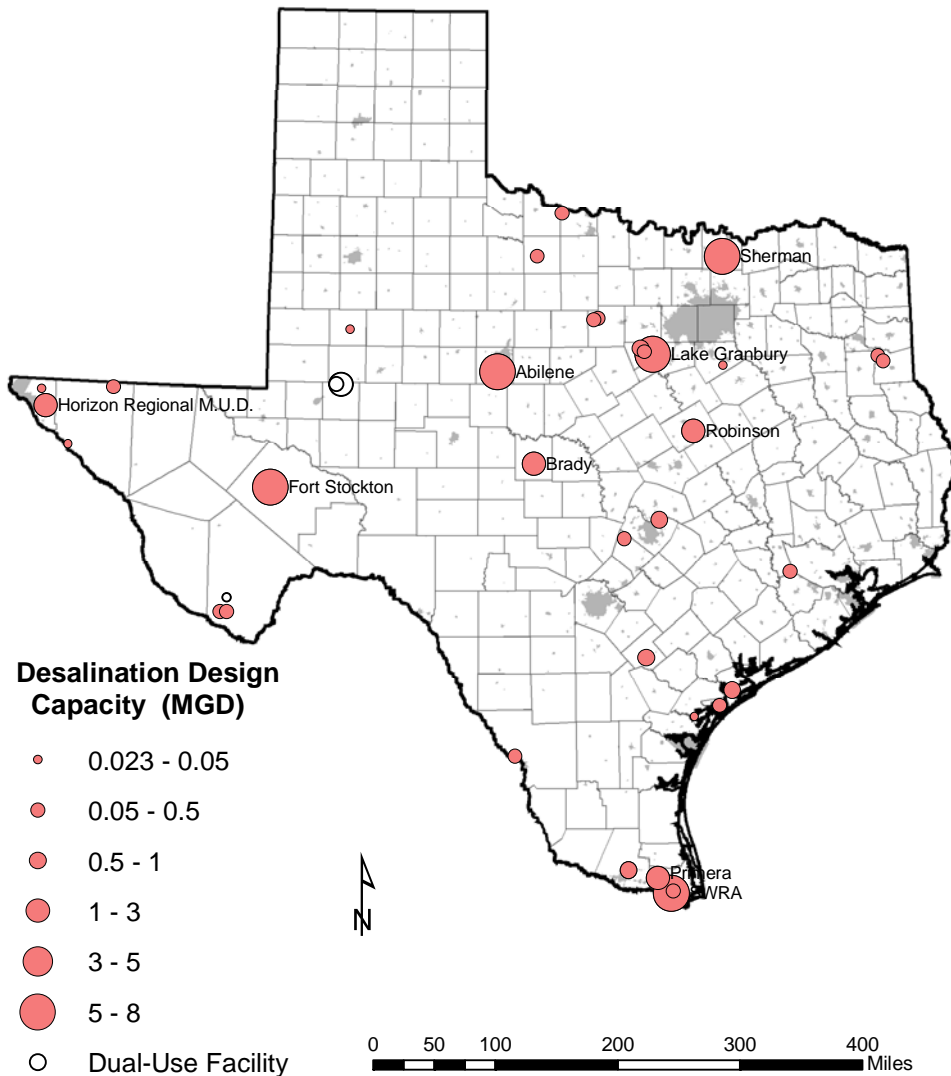 Sherman
Lake Granbury
Abilene
Horizon Regional M.U.D.
Robinson
Brady
Fort Stockton
Desalination Design
Capacity (MGD)
0.023 - 0.05
0.05 - 0.5
0.5 - 1
1 - 3
3 - 5
5 - 8
Dual-Use Facility
Primera
WRA
N
0 50 100 200 300 400
Miles